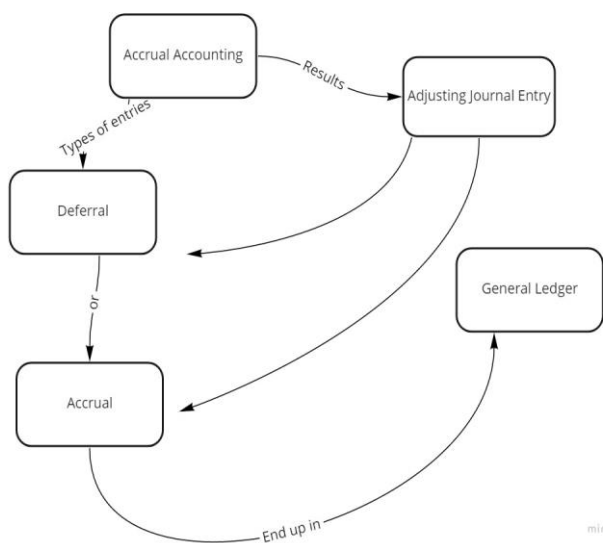 Accrual Accounting
Results
Adjusting Journal Entry
Types of entries
Deferral
or
General Ledger
Accrual
End up in